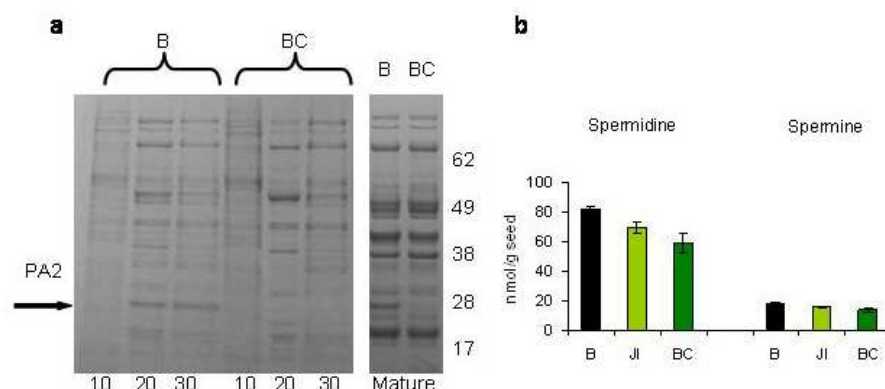 a
B
BC
B BC
62
49
38
28
17
PA2
10 20 30 10 20 30 Mature
b
Spermidine
Spermine
nmol/g seed
100
80
60
40
20
0
B JI BC B JI BC